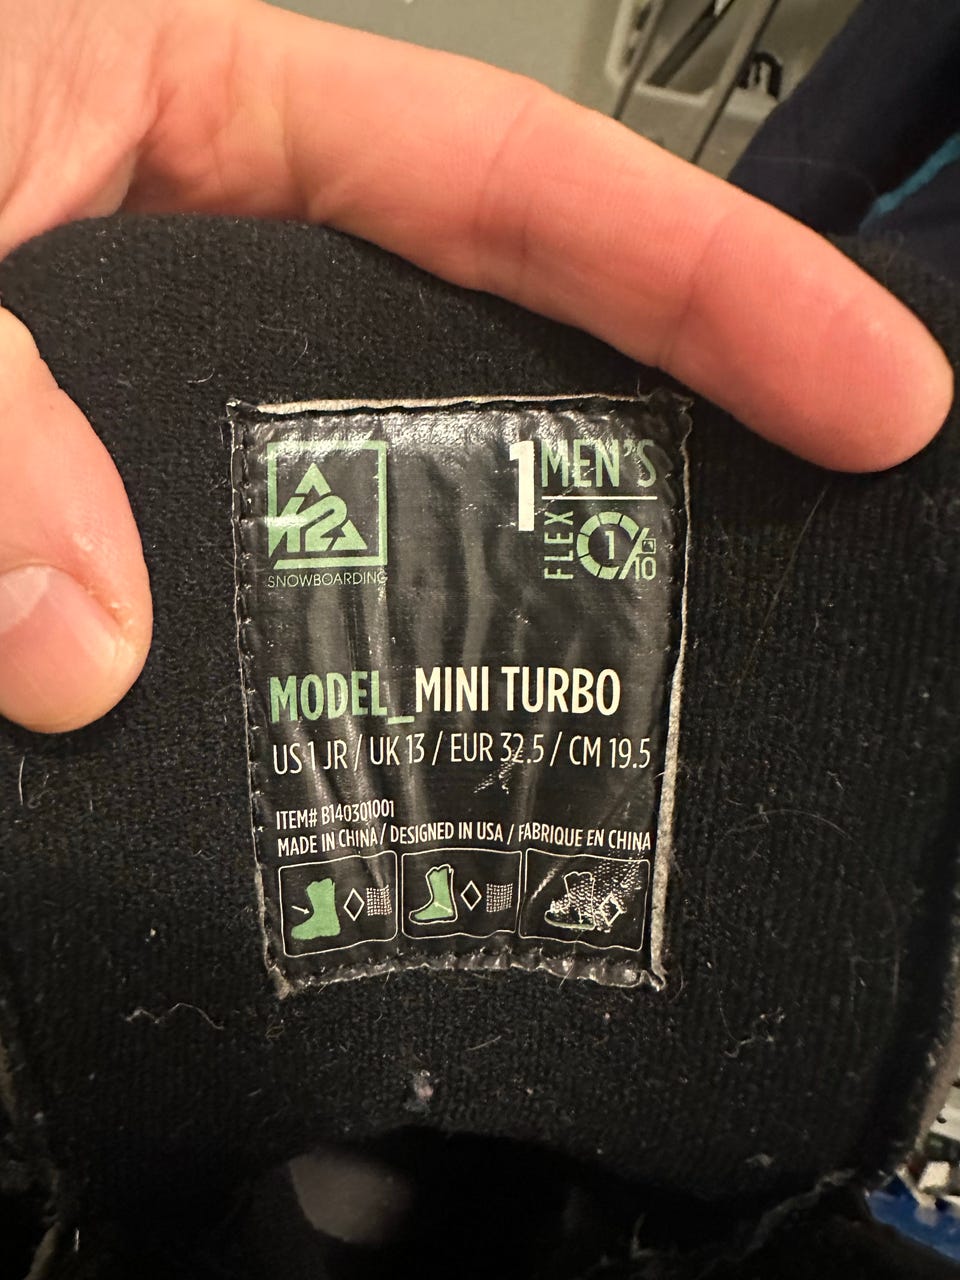 K2
SNOWBOARDING
1 MEN'S
FLEX 1/10
MODEL_MINI TURBO
US 1 JR / UK 13 / EUR 32.5 / CM 19.5
ITEM# B140301001
MADE IN CHINA / DESIGNED IN USA / FABRIQUE EN CHINA